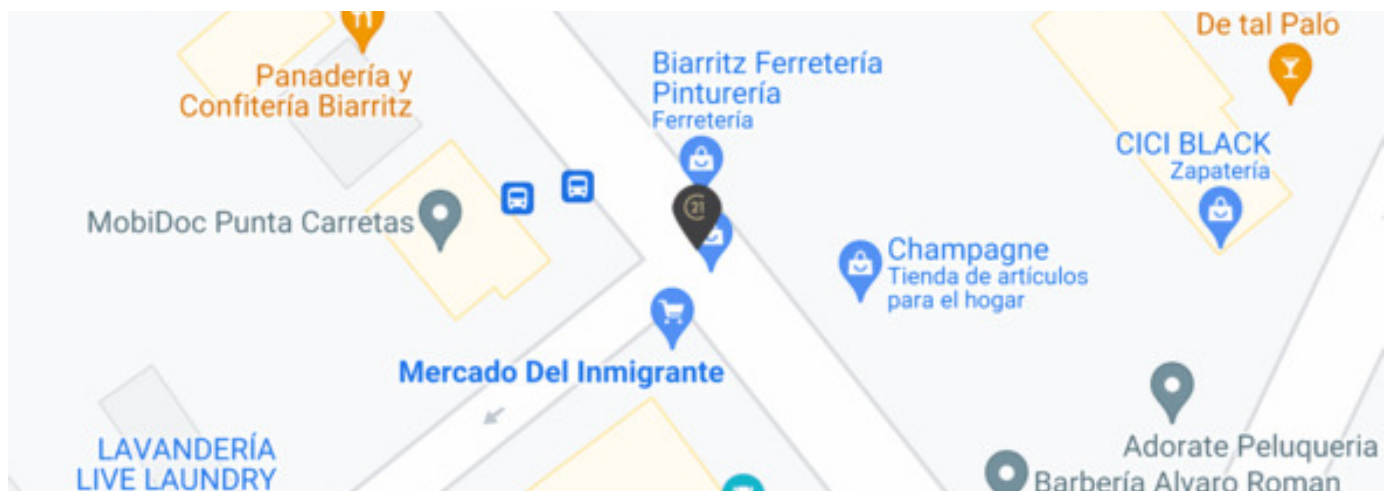 De tal Palo
Biarritz Ferretería
Pinturería
Ferretería
Panadería y
Confitería Biarritz
CICI BLACK
Zapatería
MobiDoc Punta Carretas
21
Champagne
Tienda de artículos
para el hogar
Mercado Del Inmigrante
LAVANDERÍA
LIVE LAUNDRY
Adorate Peluqueria
Barbería Alvaro Roman